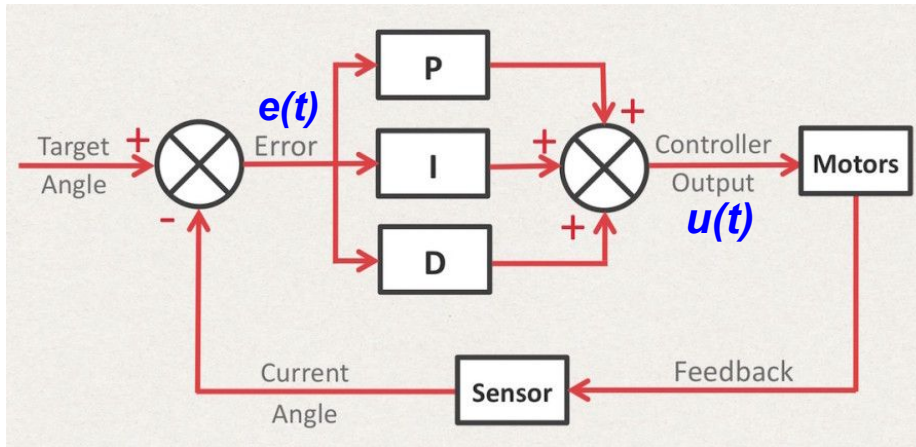 Target
Angle
+
-
e(t)
Error
P
I
D
+
+
+
Controller
Output
u(t)
Motors
Feedback
Sensor
Current
Angle